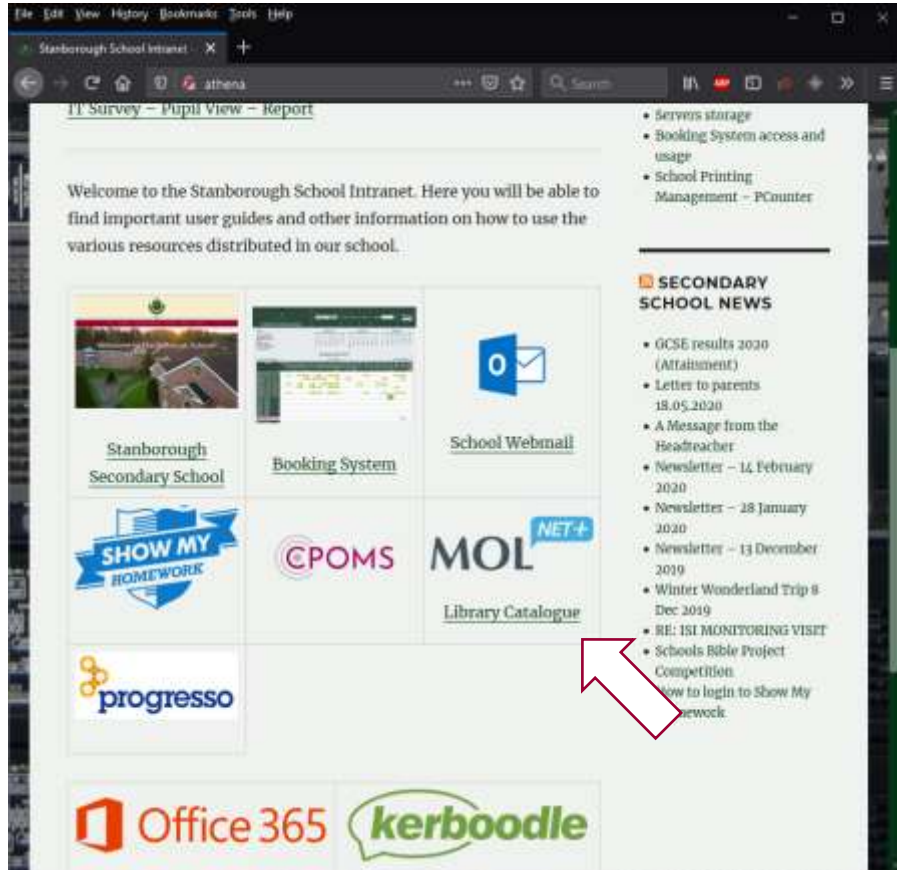 File Edit View History Bookmarks Tools Help
Stanborough School Intranet
athena
Search
IT Survey – Pupil View – Report
Welcome to the Stanborough School Intranet. Here you will be able to
find important user guides and other information on how to use the
various resources distributed in our school.
Stanborough
Secondary School
Booking System
School Webmail
SHOW MY
HOMEWORK
CPOMS
MOL NET+
Library Catalogue
progresso
Office 365
kerboodle
Servers storage
Booking System access and
usage
School Printing
Management – PCounter
SECONDARY
SCHOOL NEWS
GCSE results 2020
(Attainment)
Letter to parents
18.05.2020
A Message from the
Headteacher
Newsletter – 14 February
2020
Newsletter – 28 January
2020
Newsletter – 13 December
2019
Winter Wonderland Trip 8
Dec 2019
RE: ISI MONITORING VISIT
Schools Bible Project
Competition
How to login to Show My